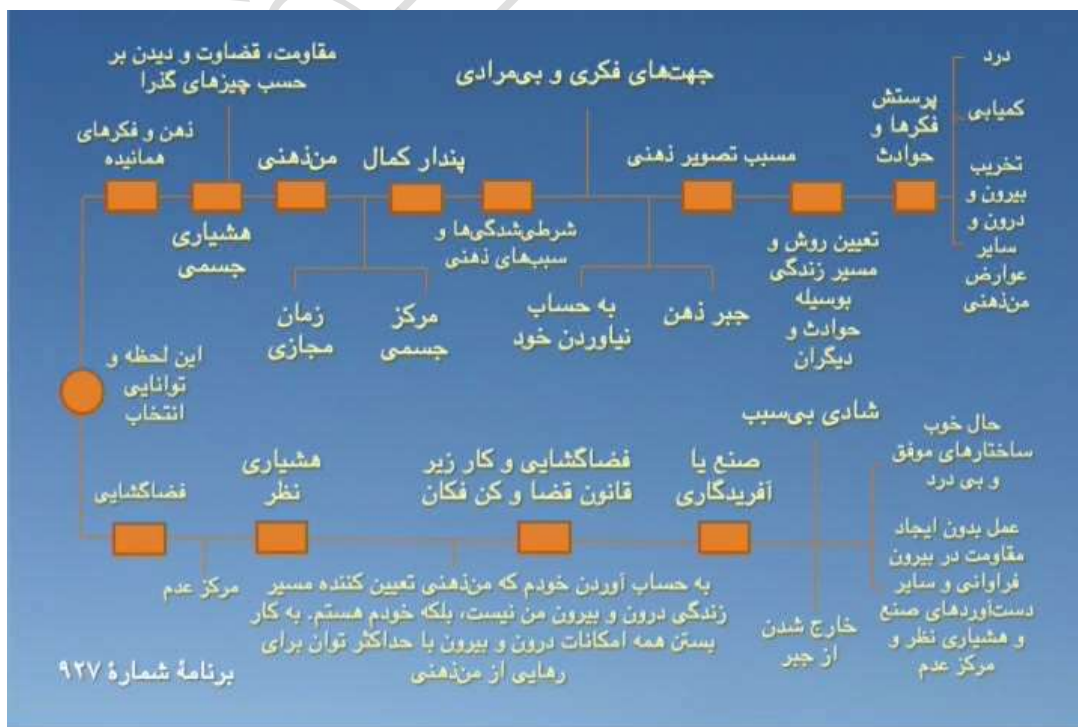 مقاومت، قضاوت و دیدن بر
حسب چیزهای گذرا
جهت‌های فکری و بی‌مرادی
ذهن و فکرهای
همانیده
هشیاری
جسمی
من‌ذهنی
زمان
مجازی
مرکز
جسمی
پندار کمال
شرطی‌شدگی‌ها و
سبب‌های ذهنی
به حساب
نیاوردن خود
جبر ذهن
مسبب تصویر ذهنی
تعیین روش و
مسیر زندگی
بوسیله
حوادث و
دیگران
پرستش
فکرها و
حوادث
درد
کمیابی
تخریب
بیرون و
درون و
سایر
عوارض
من‌ذهنی
این لحظه و
توانایی
انتخاب
فضاگشایی
مرکز عدم
هشیاری
نظر
به حساب آوردن خودم که من‌ذهنی تعیین کننده مسیر
زندگی درون و بیرون من نیست، بلکه خودم هستم. به کار
بستن همه امکانات درون و بیرون با حداکثر توان برای
رهایی از من‌ذهنی
فضاگشایی و کار زیر
قانون قضا و کن فکان
صنع یا
آفریدگاری
شادی بی‌سبب
خارج شدن
از جبر
حال خوب
ساختارهای موفق
و بی درد
عمل بدون ایجاد
مقاومت در بیرون
فراوانی و سایر
دست‌آوردهای صنع
و هشیاری نظر و
مرکز عدم
برنامهٔ شمارهٔ ۹۲۷